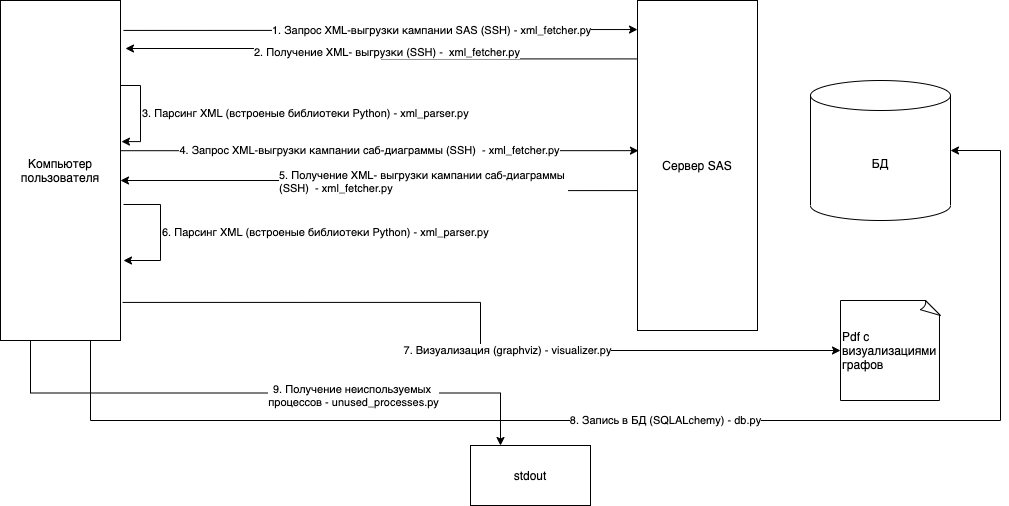 1. Запрос XML-выгрузки кампании SAS (SSH) - xml_fetcher.py
2. Получение XML- выгрузки (SSH) - xml_fetcher.py
3. Парсинг XML (встроеные библиотеки Python) - xml_parser.py
4. Запрос XML-выгрузки кампании саб-диаграммы (SSH) - xml_fetcher.py
Компьютер
пользователя
Сервер SAS
БД
5. Получение XML- выгрузки кампании саб-диаграммы
(SSH) - xml_fetcher.py
6. Парсинг XML (встроеные библиотеки Python) - xml_parser.py
Pdf с
визуализациями
графов
7. Визуализация (graphviz) - visualizer.py
9. Получение неиспользуемых
процессов - unused_processes.py
8. Запись в БД (SQLALchemy) - db.py
stdout